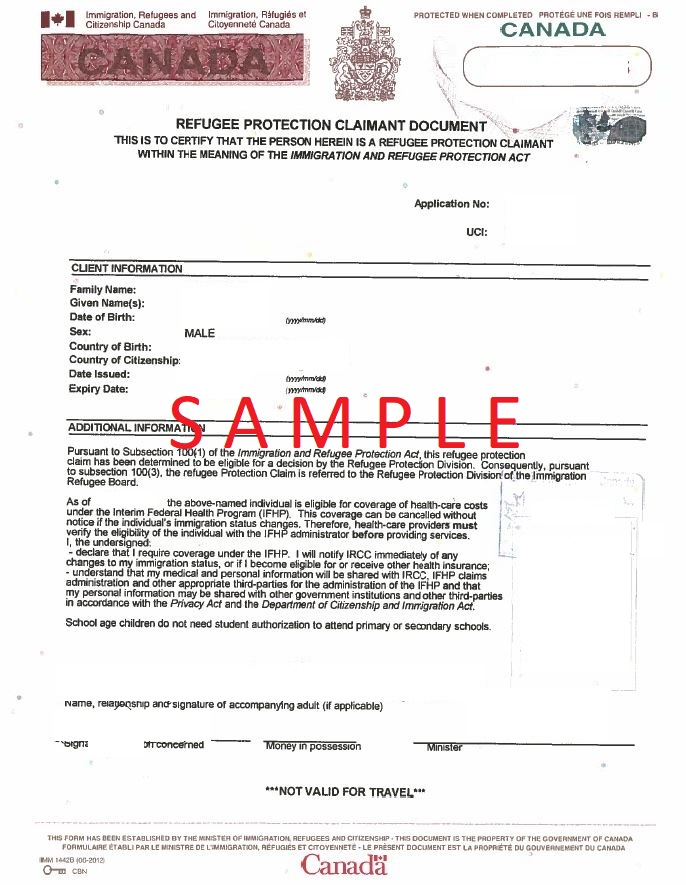 Immigration, Refugees and Citizenship Canada
Immigration, Réfugiés et Citoyenneté Canada
PROTECTED WHEN COMPLETED PROTÉGÉ UNE FOIS REMPLI - B
CANADA
CANADA
REFUGEE PROTECTION CLAIMANT DOCUMENT
THIS IS TO CERTIFY THAT THE PERSON HEREIN IS A REFUGEE PROTECTION CLAIMANT
WITHIN THE MEANING OF THE IMMIGRATION AND REFUGEE PROTECTION ACT
Application No:
UCI:
CLIENT INFORMATION
Family Name:
Given Name(s):
Date of Birth: (yyyy/mm/dd)
Sex: MALE
Country of Birth:
Country of Citizenship:
Date Issued: (yyyy/mm/dd)
Expiry Date: (yyyy/mm/dd)
SAMPLE
ADDITIONAL INFORMATION
Pursuant to Subsection 100(1) of the Immigration and Refugee Protection Act, this refugee protection
claim has been determined to be eligible for a decision by the Refugee Protection Division. Consequently, pursuant
to subsection 100(3), the refugee Protection Claim is referred to the Refugee Protection Division of the Immigration
Refugee Board.
As of the above-named individual is eligible for coverage of health-care costs
under the Interim Federal Health Program (IFHP). This coverage can be cancelled without
notice if the individual's immigration status changes. Therefore, health-care providers must
verify the eligibility of the individual with the IFHP administrator before providing services.
I, the undersigned:
- declare that I require coverage under the IFHP. I will notify IRCC immediately of any
changes to my immigration status, or if I become eligible for or receive other health insurance;
- understand that my medical and personal information will be shared with IRCC, IFHP claims
administration and other appropriate third-parties for the administration of the IFHP and that
my personal information may be shared with other government institutions and other third-parties
in accordance with the Privacy Act and the Department of Citizenship and Immigration Act.
School age children do not need student authorization to attend primary or secondary schools.
Name, relationship and signature of accompanying adult (if applicable)
concerned Money in possession Minister
***NOT VALID FOR TRAVEL***
THIS FORM HAS BEEN ESTABLISHED BY THE MINISTER OF IMMIGRATION, REFUGEES AND CITIZENSHIP - THIS DOCUMENT IS THE PROPERTY OF THE GOVERNMENT OF CANADA
FORMULAIRE ÉTABLI PAR LE MINISTRE DE IMMIGRATION, RÉFUGIÉS ET CITOYENNETÉ - LE PRÉSENT DOCUMENT EST LA PROPRIÉTÉ DU GOUVERNEMENT DU CANADA
IMM 1442B (06-2012)
CBN
Canada